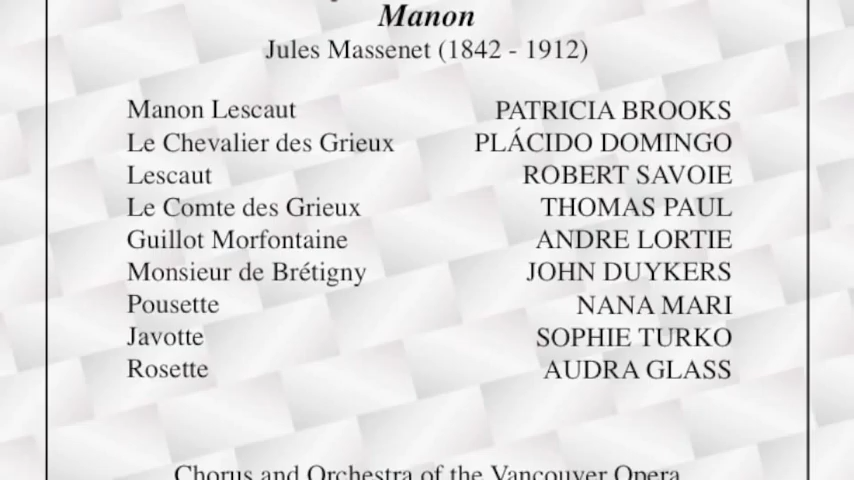 Manon
Jules Massenet (1842 - 1912)
Manon Lescaut PATRICIA BROOKS
Le Chevalier des Grieux PLÁCIDO DOMINGO
Lescaut ROBERT SAVOIE
Le Comte des Grieux THOMAS PAUL
Guillot Morfontaine ANDRE LORTIE
Monsieur de Brétigny JOHN DUYKERS
Pousette NANA MARI
Javotte SOPHIE TURKO
Rosette AUDRA GLASS
Chorus and Orchestra of the Vancouver Opera